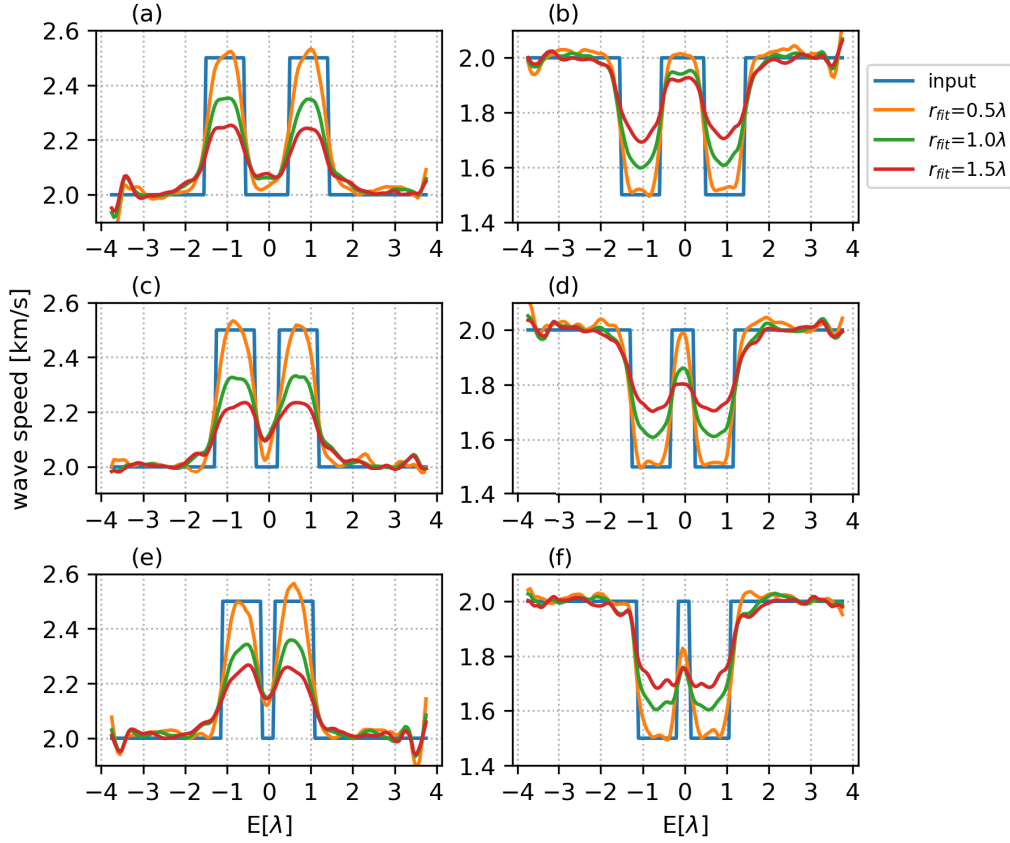 (a)
(b)
2.6
2.4
2.2
2.0
−4 −3 −2 −1 0 1 2 3 4
2.0
1.8
1.6
1.4
−4 −3 −2 −1 0 1 2 3 4
input
r_fit=0.5λ
r_fit=1.0λ
r_fit=1.5λ
(c)
(d)
wave speed [km/s]
2.6
2.4
2.2
2.0
−4 −3 −2 −1 0 1 2 3 4
2.0
1.8
1.6
1.4
−4 −3 −2 −1 0 1 2 3 4
(e)
(f)
2.6
2.4
2.2
2.0
−4 −3 −2 −1 0 1 2 3 4
E[λ]
2.0
1.8
1.6
1.4
−4 −3 −2 −1 0 1 2 3 4
E[λ]